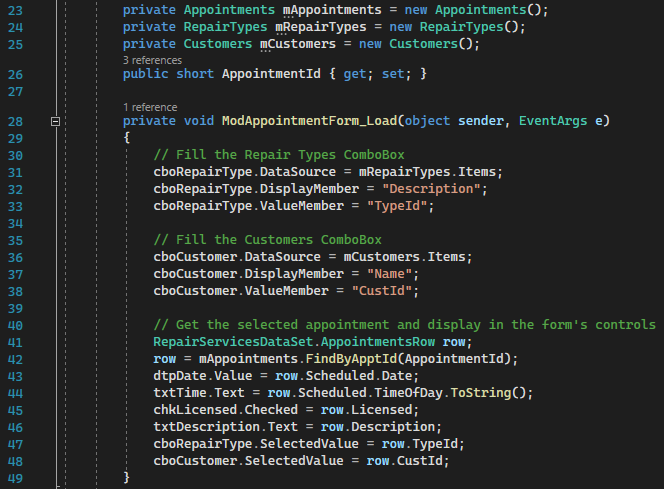 23 private Appointments mAppointments = new Appointments();
24 private RepairTypes mRepairTypes = new RepairTypes();
25 private Customers mCustomers = new Customers();
3 references
26 public short AppointmentId { get; set; }
27
1 reference
28 private void ModAppointmentForm_Load(object sender, EventArgs e)
29 {
30 // Fill the Repair Types ComboBox
31 cboRepairType.DataSource = mRepairTypes.Items;
32 cboRepairType.DisplayMember = "Description";
33 cboRepairType.ValueMember = "TypeId";
34
35 // Fill the Customers ComboBox
36 cboCustomer.DataSource = mCustomers.Items;
37 cboCustomer.DisplayMember = "Name";
38 cboCustomer.ValueMember = "CustId";
39
40 // Get the selected appointment and display in the form's controls
41 RepairServicesDataSet.AppointmentsRow row;
42 row = mAppointments.FindByApptId(AppointmentId);
43 dtpDate.Value = row.Scheduled.Date;
44 txtTime.Text = row.Scheduled.TimeOfDay.ToString();
45 chkLicensed.Checked = row.Licensed;
46 txtDescription.Text = row.Description;
47 cboRepairType.SelectedValue = row.TypeId;
48 cboCustomer.SelectedValue = row.CustId;
49 }